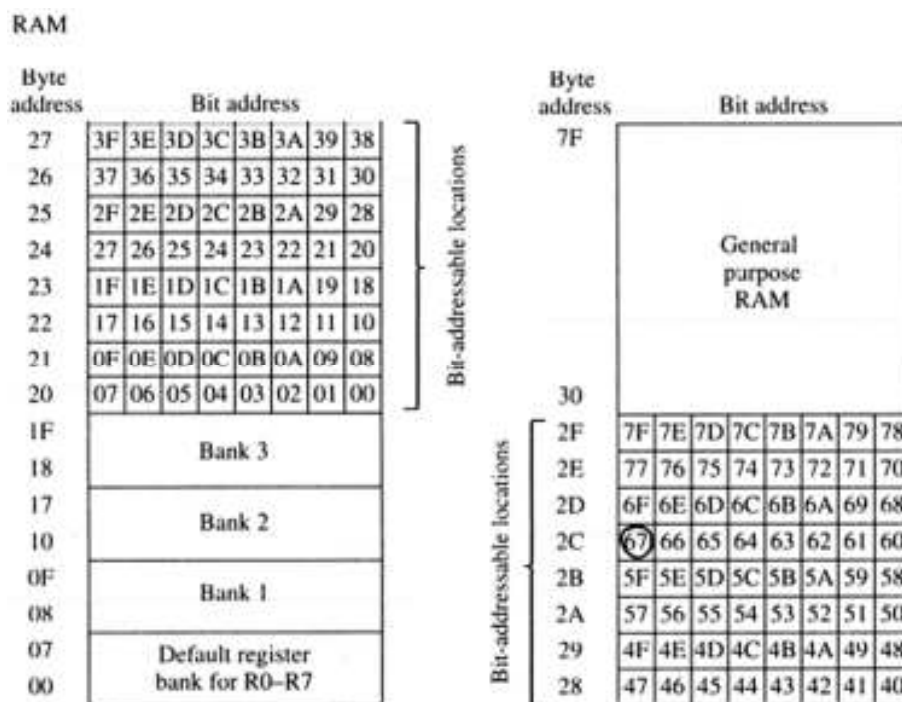 RAM
Byte address
Bit address
27 3F 3E 3D 3C 3B 3A 39 38
26 37 36 35 34 33 32 31 30
25 2F 2E 2D 2C 2B 2A 29 28
24 27 26 25 24 23 22 21 20
23 1F 1E 1D 1C 1B 1A 19 18
22 17 16 15 14 13 12 11 10
21 0F 0E 0D 0C 0B 0A 09 08
20 07 06 05 04 03 02 01 00
Bit-addressable locations
1F
Bank 3
18
17
Bank 2
10
0F
Bank 1
08
07
Default register
bank for R0–R7
00
Byte address
Bit address
7F
General
purpose
RAM
30
2F 7F 7E 7D 7C 7B 7A 79 78
2E 77 76 75 74 73 72 71 70
2D 6F 6E 6D 6C 6B 6A 69 68
2C 67 66 65 64 63 62 61 60
2B 5F 5E 5D 5C 5B 5A 59 58
2A 57 56 55 54 53 52 51 50
29 4F 4E 4D 4C 4B 4A 49 48
28 47 46 45 44 43 42 41 40
Bit-addressable locations